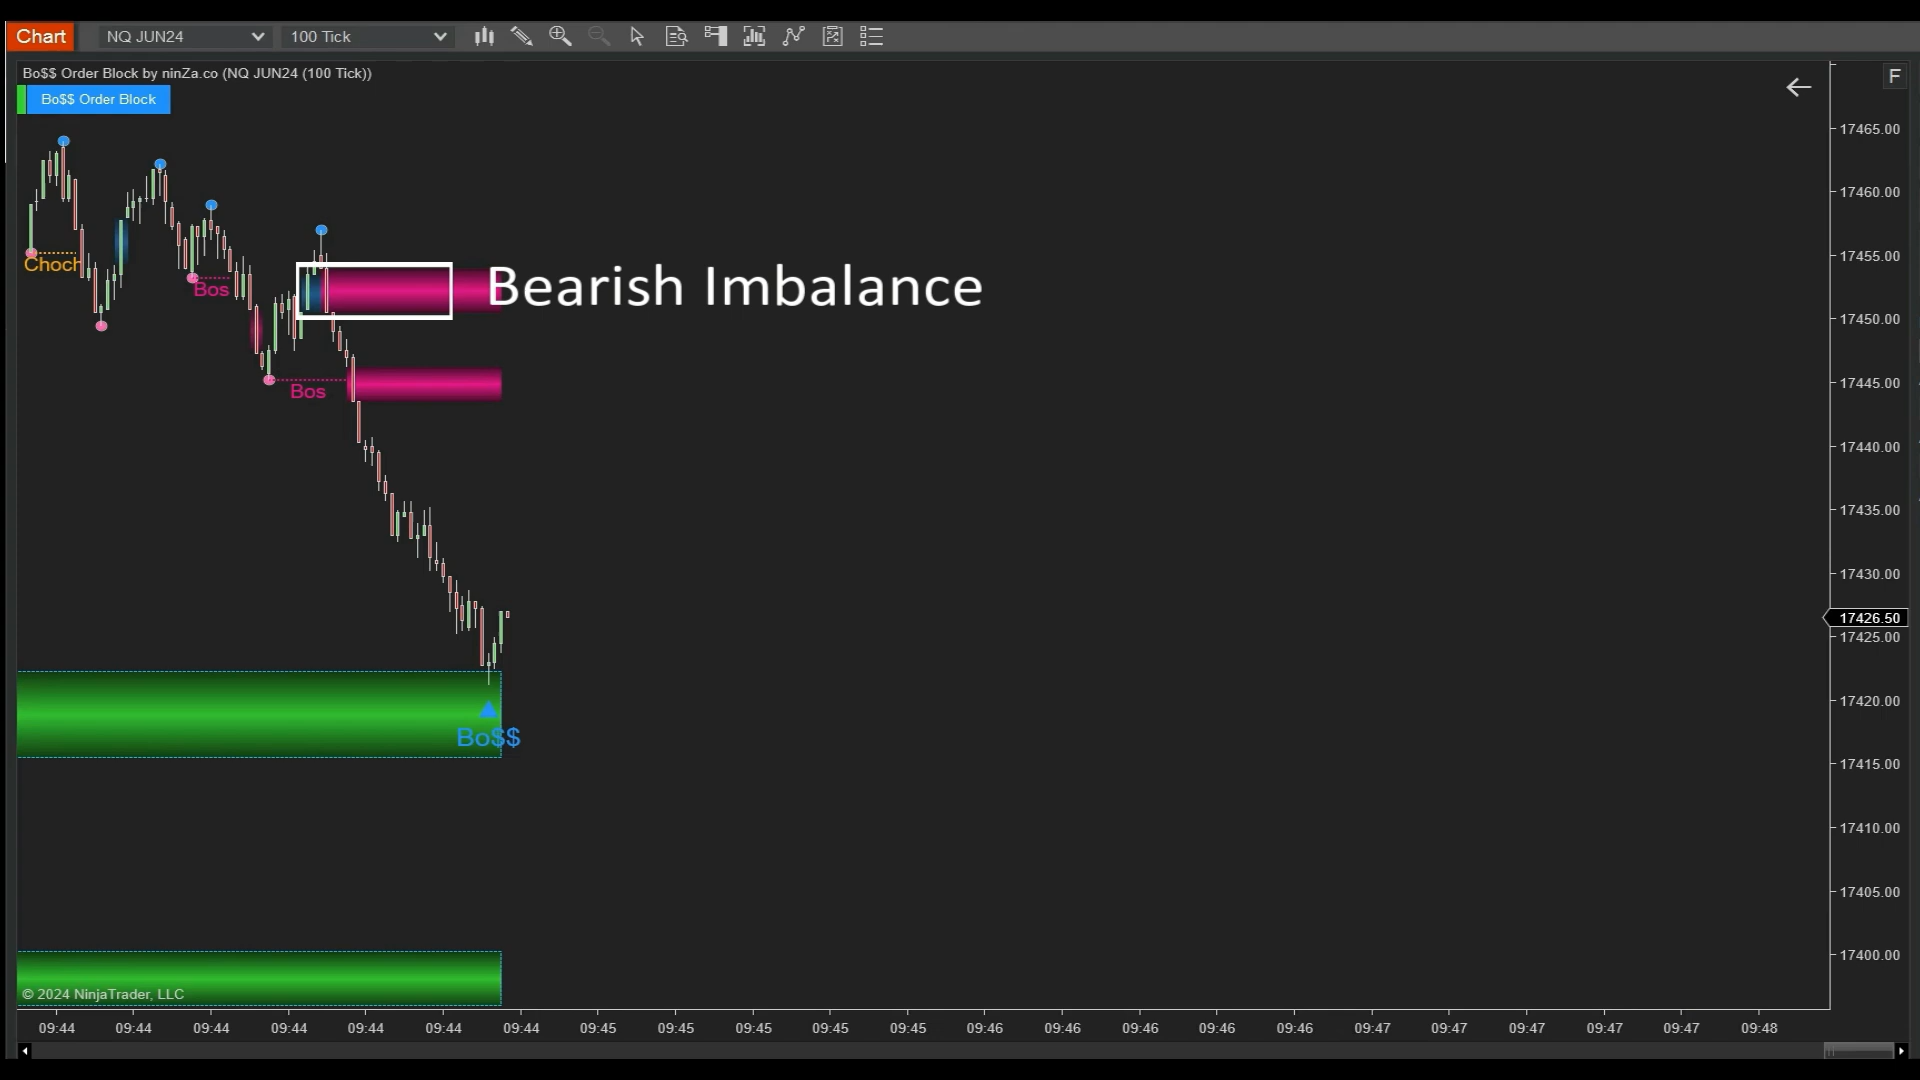 Chart NQ JUN24 100 Tick
Bo$$ Order Block by ninZa.co (NQ JUN24 (100 Tick))
F
Bo$$ Order Block
17465.00
17460.00
17455.00
Choch
Bos
Bearish Imbalance
17450.00
17445.00
Bos
17440.00
17435.00
17430.00
17426.50
17425.00
17420.00
Bo$$
17415.00
17410.00
17405.00
17400.00
© 2024 NinjaTrader, LLC
09:44 09:44 09:44 09:44 09:44 09:44 09:44 09:45 09:45 09:45 09:45 09:45 09:46 09:46 09:46 09:46 09:46 09:47 09:47 09:47 09:47 09:47 09:48